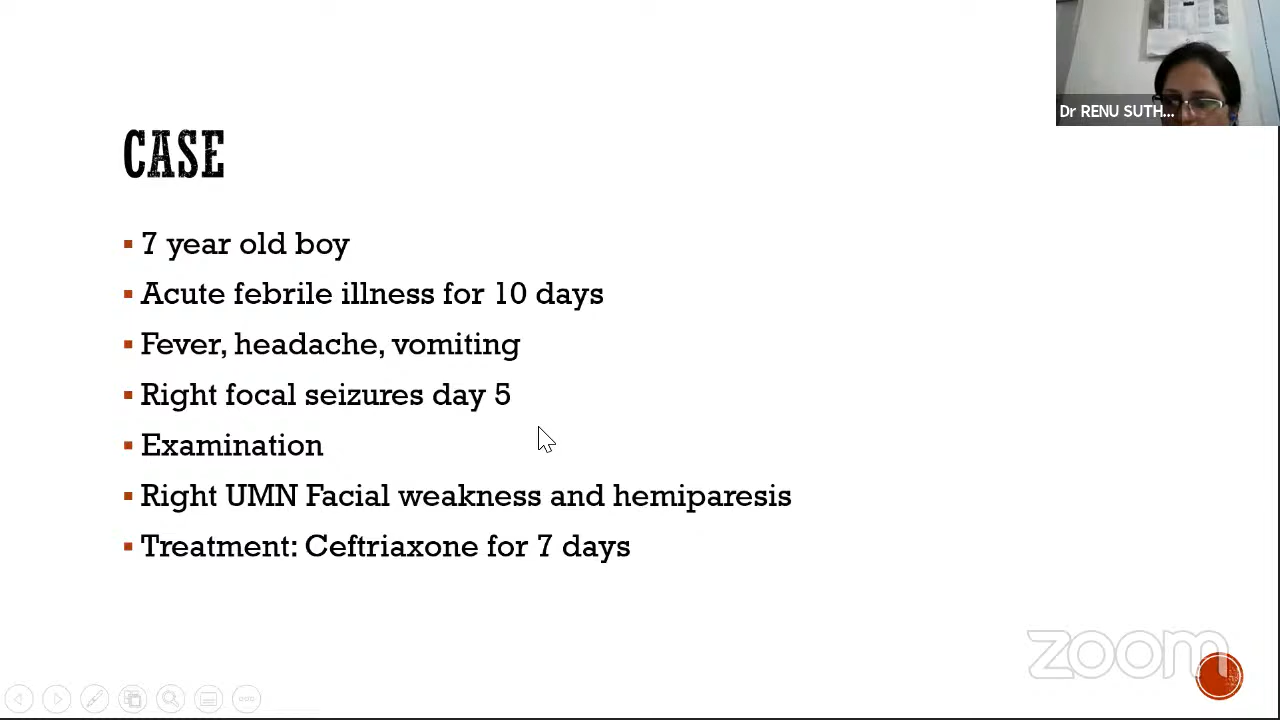 Dr RENU SUTH...
CASE
7 year old boy
Acute febrile illness for 10 days
Fever, headache, vomiting
Right focal seizures day 5
Examination
Right UMN Facial weakness and hemiparesis
Treatment: Ceftriaxone for 7 days
zoom